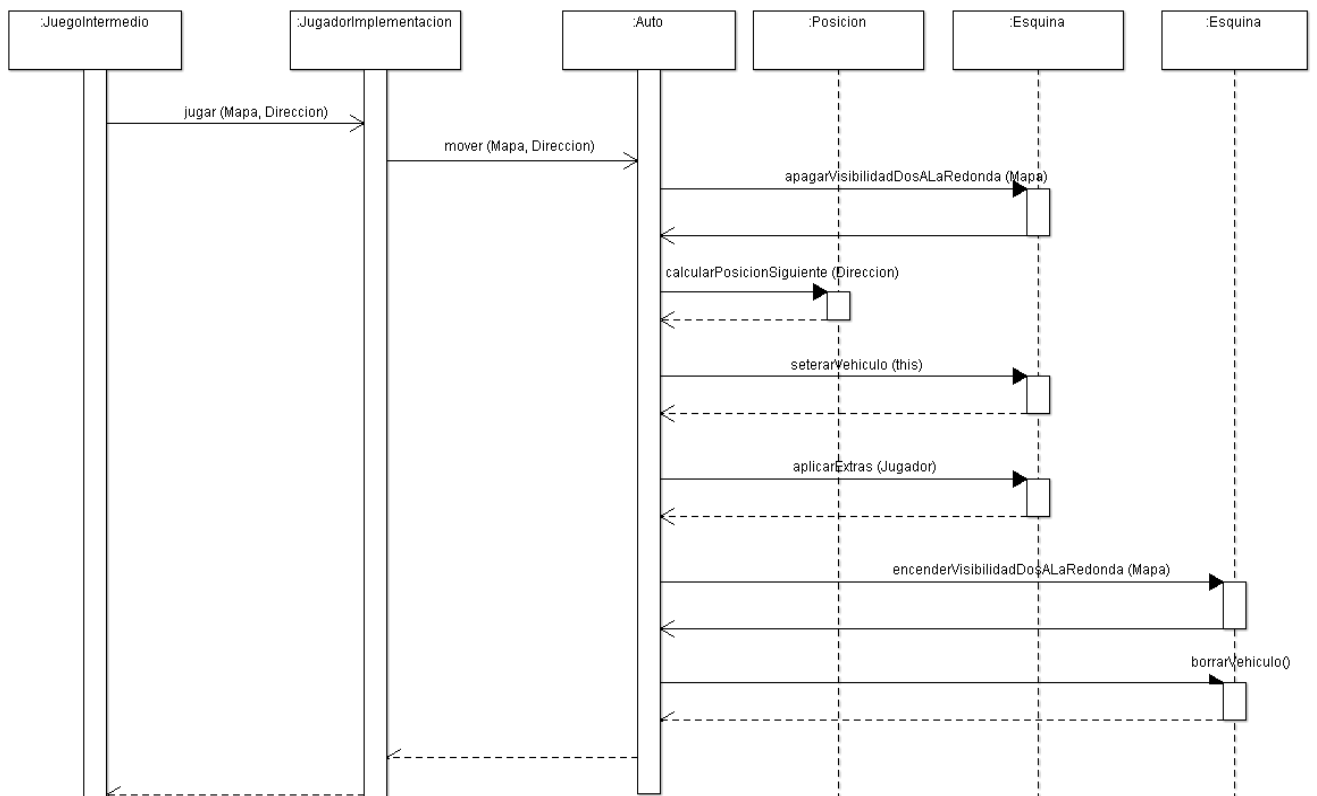 :JuegoIntermedio
:JugadorImplementacion
:Auto
:Posicion
:Esquina
:Esquina
jugar (Mapa, Direccion)
mover (Mapa, Direccion)
apagarVisibilidadDosALaRedonda (Mapa)
calcularPosicionSiguiente (Direccion)
seterarVehiculo (this)
aplicarExtras (Jugador)
encenderVisibilidadDosALaRedonda (Mapa)
borrarVehiculo()